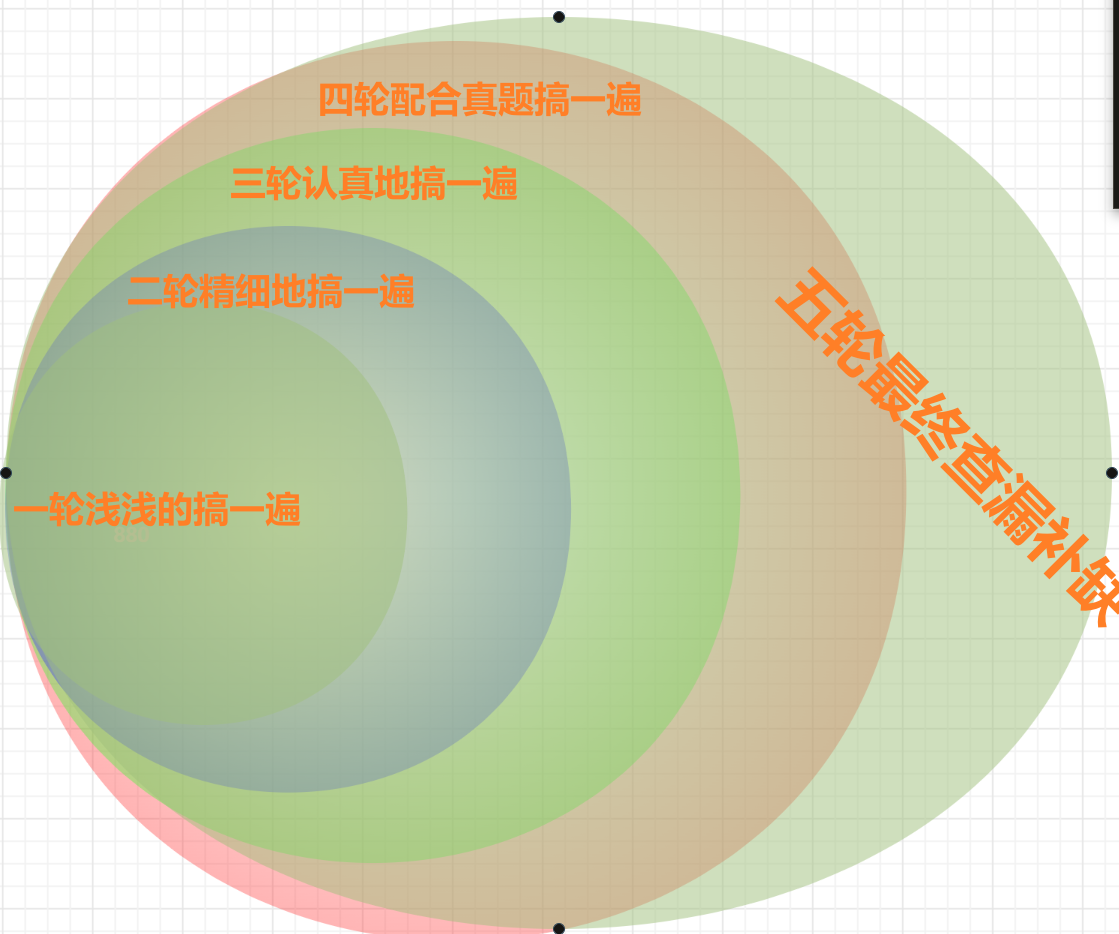 四轮配合真题搞一遍
三轮认真地搞一遍
二轮精细地搞一遍
五轮最终查漏补缺
一轮浅浅的搞一遍